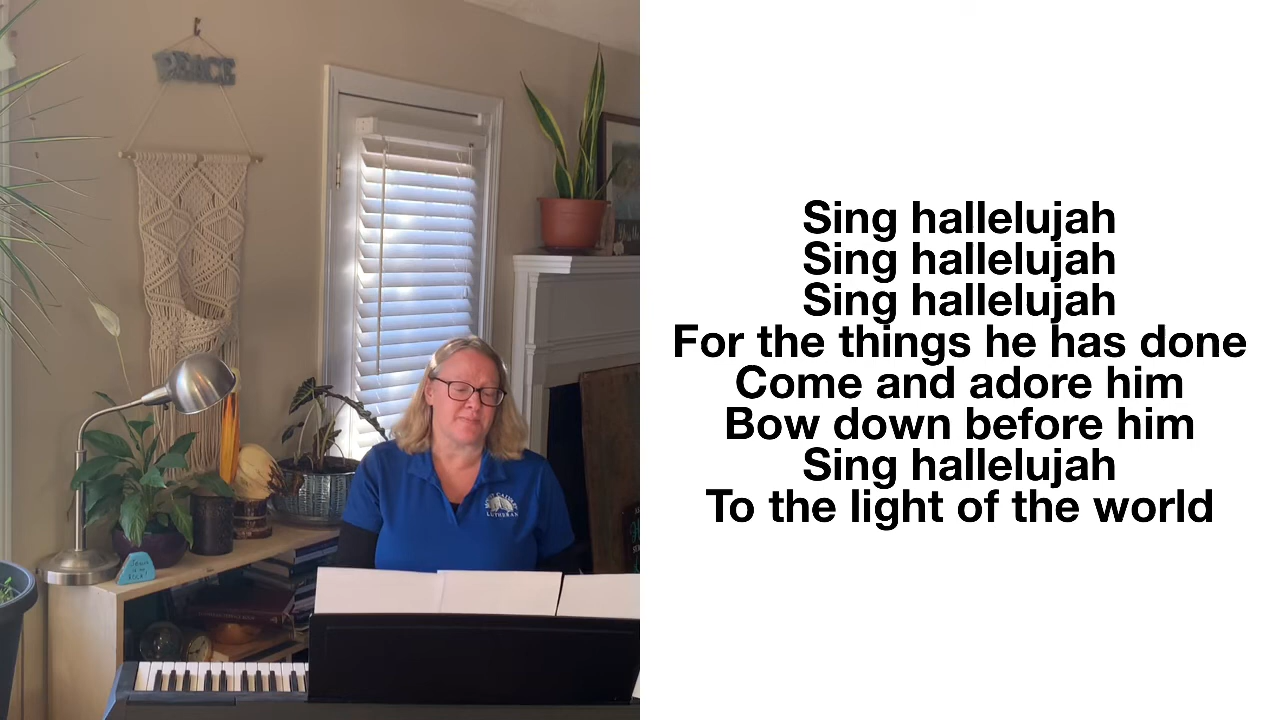 PEACE
LUTHERAN
Sing hallelujah
Sing hallelujah
Sing hallelujah
For the things he has done
Come and adore him
Bow down before him
Sing hallelujah
To the light of the world